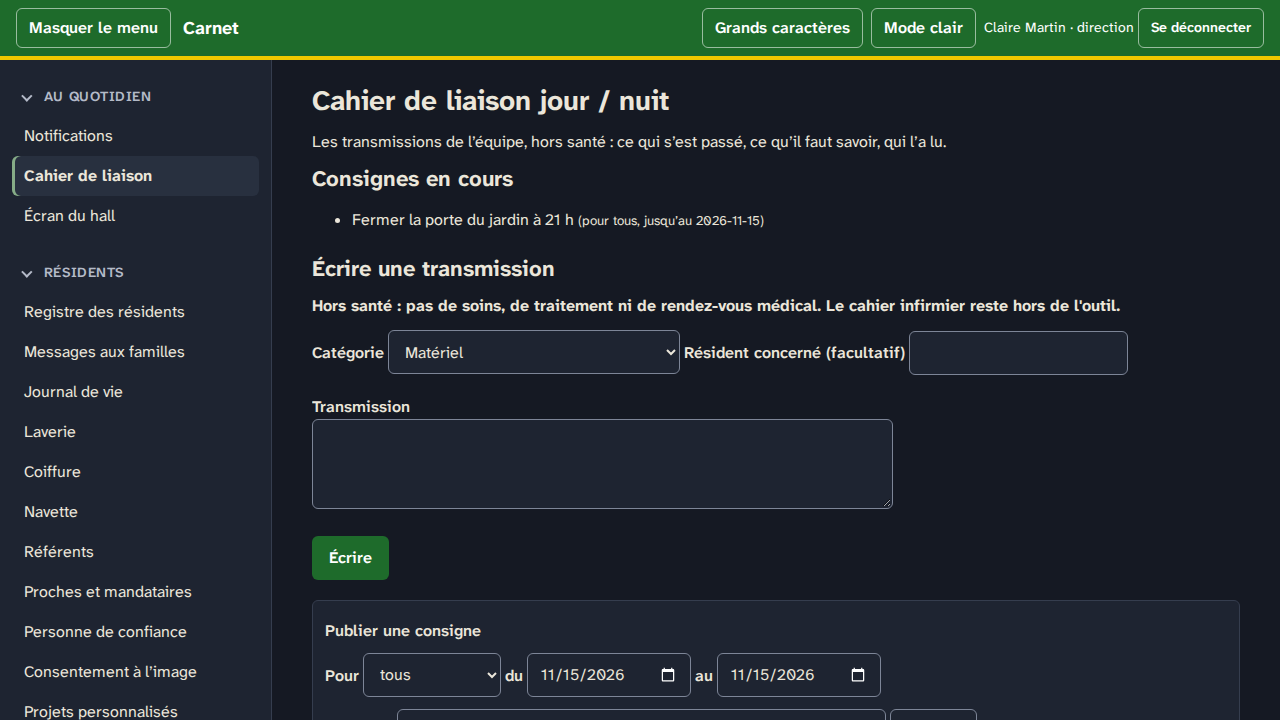 Masquer le menu
Carnet
Grands caractères
Mode clair
Claire Martin · direction
Se déconnecter
AU QUOTIDIEN
Notifications
Cahier de liaison
Écran du hall
RÉSIDENTS
Registre des résidents
Messages aux familles
Journal de vie
Laverie
Coiffure
Navette
Référents
Proches et mandataires
Personne de confiance
Consentement à l’image
Projets personnalisés
Cahier de liaison jour / nuit
Les transmissions de l’équipe, hors santé : ce qui s’est passé, ce qu’il faut savoir, qui l’a lu.
Consignes en cours
Fermer la porte du jardin à 21 h (pour tous, jusqu’au 2026-11-15)
Écrire une transmission
Hors santé : pas de soins, de traitement ni de rendez-vous médical. Le cahier infirmier reste hors de l'outil.
Catégorie Matériel Résident concerné (facultatif)
Transmission
Écrire
Publier une consigne
Pour tous du 11/15/2026 au 11/15/2026